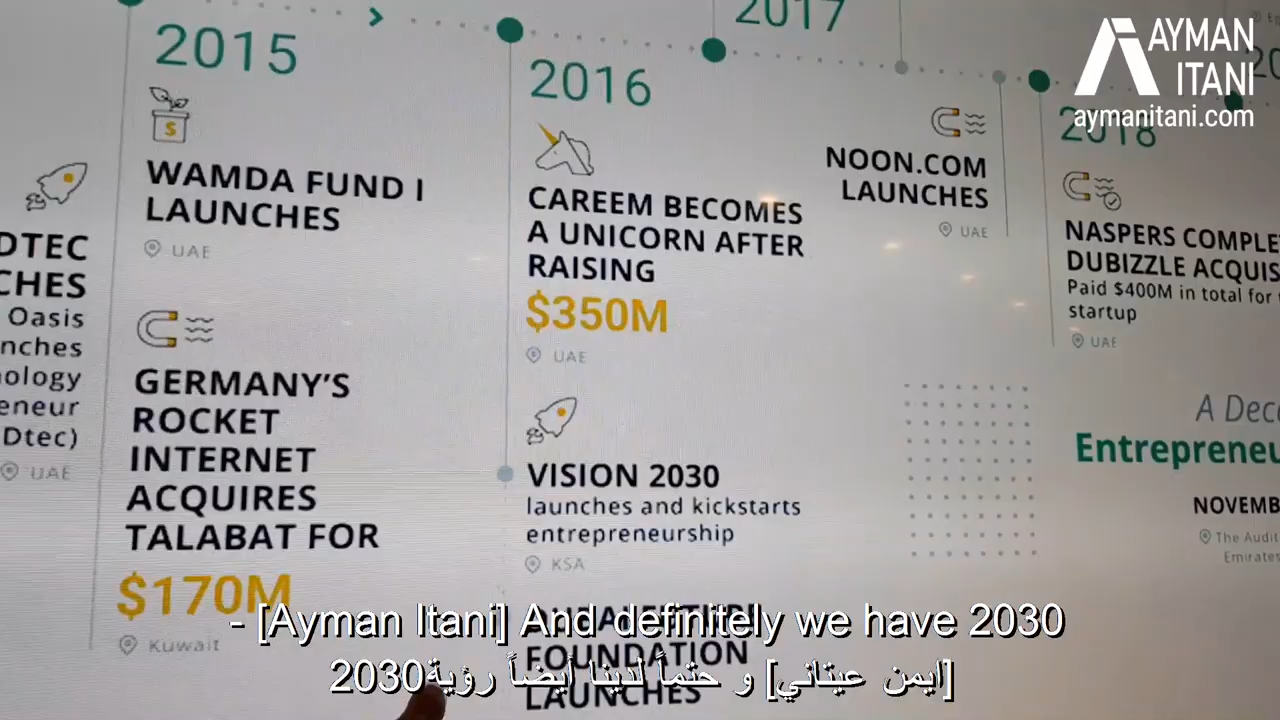 2015
WAMDA FUND I
LAUNCHES
UAE
GERMANY'S
ROCKET
INTERNET
ACQUIRES
TALABAT FOR
$170M
Kuwait
DTEC
CHES
Oasis
nches
ology
eneur
Dtec)
UAE
2016
CAREEM BECOMES
A UNICORN AFTER
RAISING
$350M
UAE
VISION 2030
launches and kickstarts
entrepreneurship
KSA
FOUNDATION
LAUNCHES
2017
NOON.COM
LAUNCHES
UAE
2018
NASPERS COMPLE
DUBIZZLE ACQUIS
Paid $400M in total for
startup
UAE
A Deca
Entrepreneu
NOVEMB
The Audit
Emirates
AYMAN
ITANI
aymanitani.com
- [Ayman Itani] And definitely we have 2030
[ايمن عيتاني] و حتماً لدينا أيضاً رؤية2030